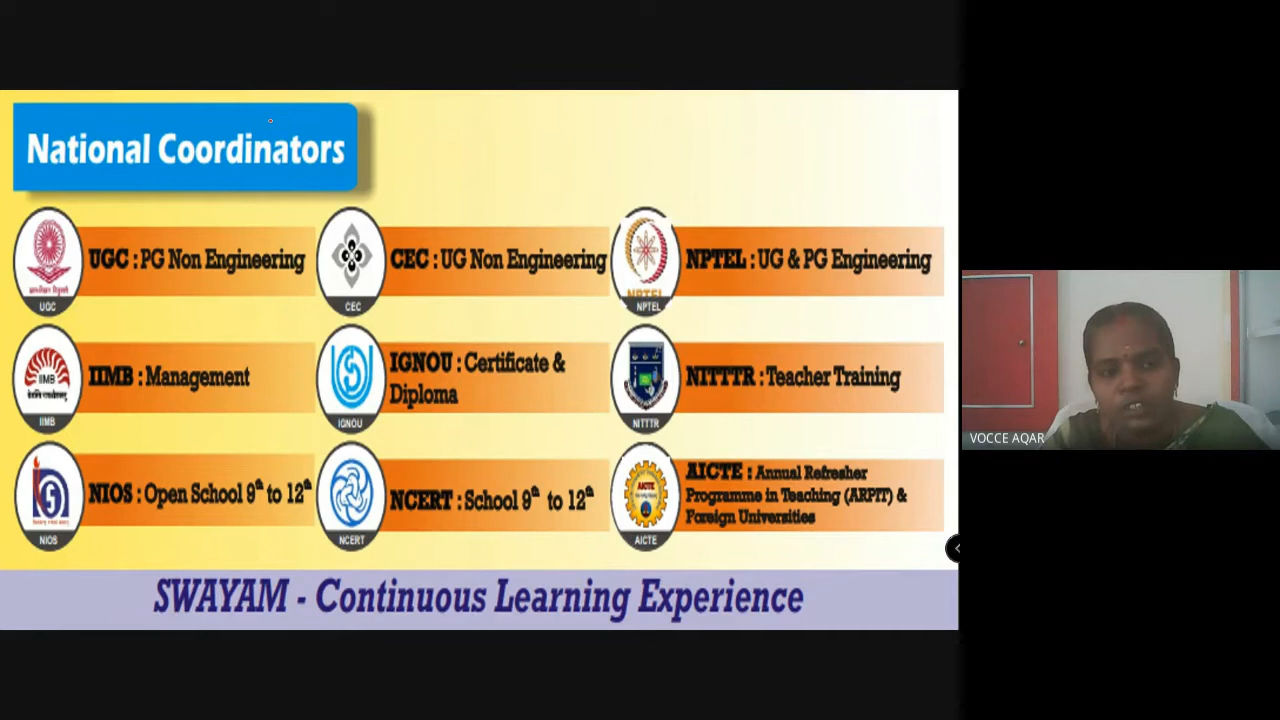 National Coordinators
UGC : PG Non Engineering
UGC
CEC : UG Non Engineering
CEC
NPTEL : UG & PG Engineering
NPTEL
NPTEL
IIMB : Management
IIMB
IIMB
IGNOU : Certificate &
Diploma
IGNOU
NITTTR : Teacher Training
NITTTR
NIOS : Open School 9th to 12th
NIOS
NCERT : School 9th to 12th
NCERT
AICTE : Annual Refresher
Programme in Teaching (ARPIT) &
Foreign Universities
AICTE
AICTE
SWAYAM - Continuous Learning Experience
VOCCE AQAR